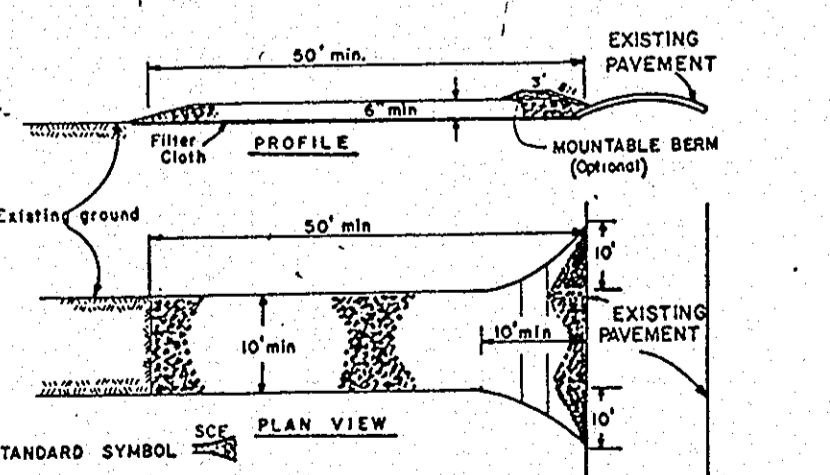 50' min.
EXISTING
PAVEMENT
3'
6" min
Filter
Cloth
PROFILE
MOUNTABLE BERM
(Optional)
Existing ground
50' min
10'
10' min
10' min
EXISTING
PAVEMENT
10'
PLAN VIEW
TANDARD SYMBOL
SCE